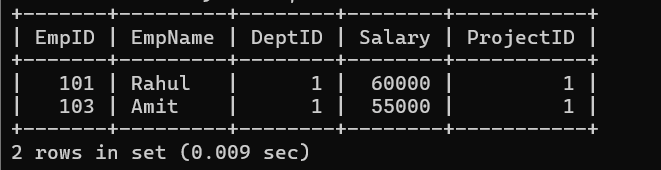 +-------+---------+--------+--------+-----------+
| EmpID | EmpName | DeptID | Salary | ProjectID |
+-------+---------+--------+--------+-----------+
|   101 | Rahul   |      1 |  60000 |         1 |
|   103 | Amit    |      1 |  55000 |         1 |
+-------+---------+--------+--------+-----------+
2 rows in set (0.009 sec)